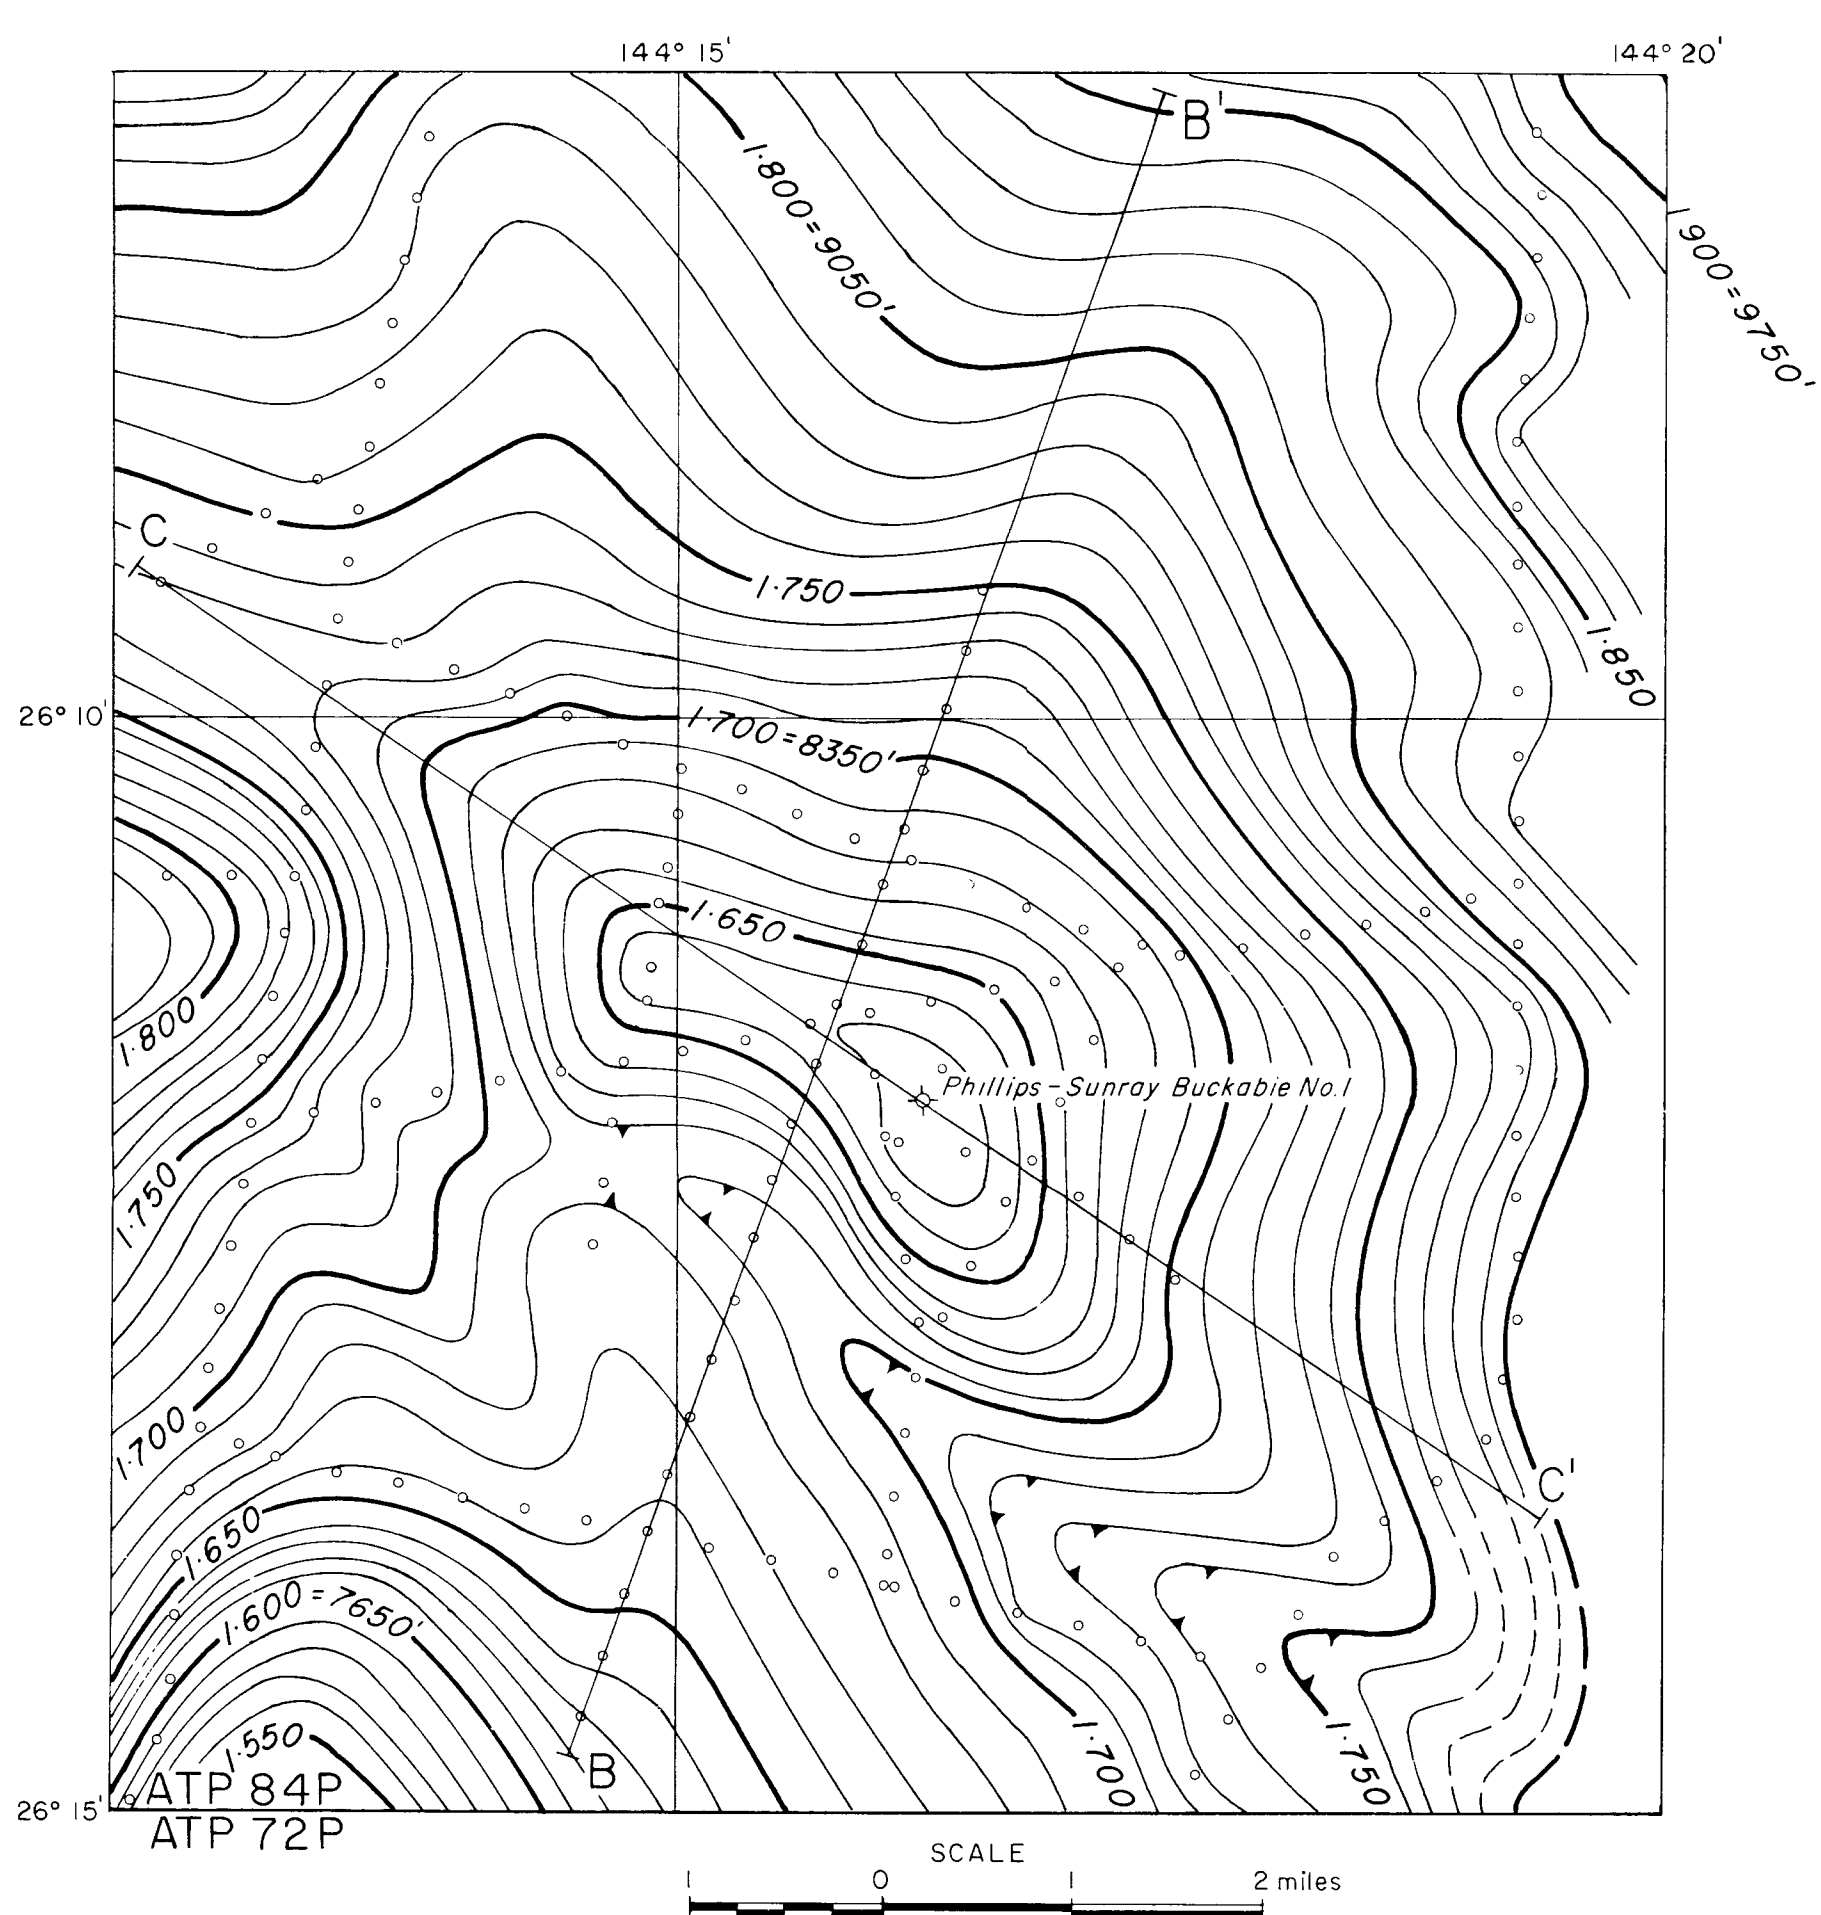 144° 15'
144° 20'
B'
1·800=9050'
1·900=9750'
C
1·750
1·850
26° 10'
1·700=8350'
1·650
1·800
Phillips-Sunray Buckabie No.1
1·750
1·700
C'
1·650
1·600=7650'
1·550
B
1·700
1·750
ATP 84P
26° 15'
ATP 72P
SCALE
1 0 1 2 miles